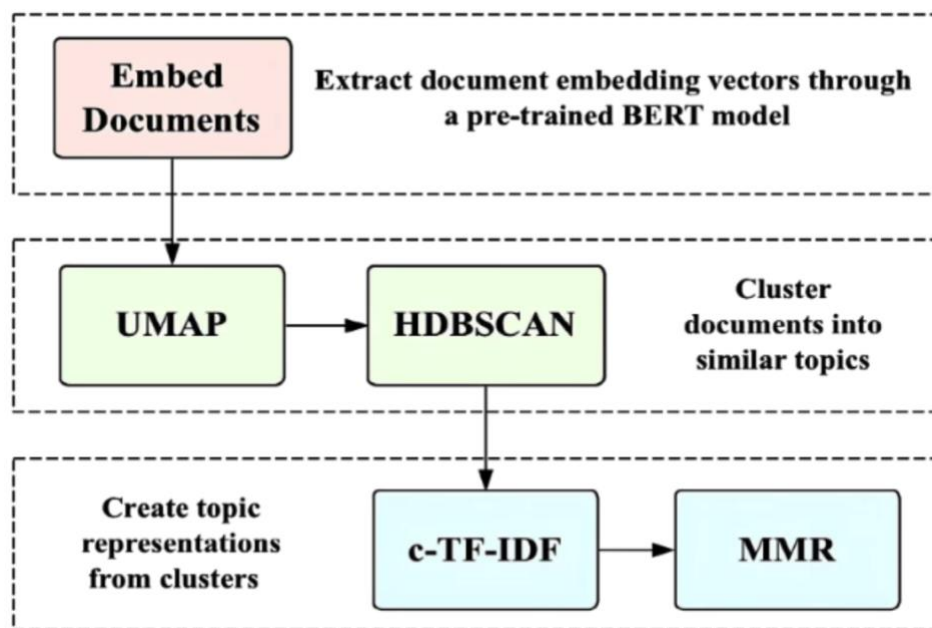 Embed
Documents
Extract document embedding vectors through
a pre-trained BERT model
UMAP
HDBSCAN
Cluster
documents into
similar topics
Create topic
representations
from clusters
c-TF-IDF
MMR